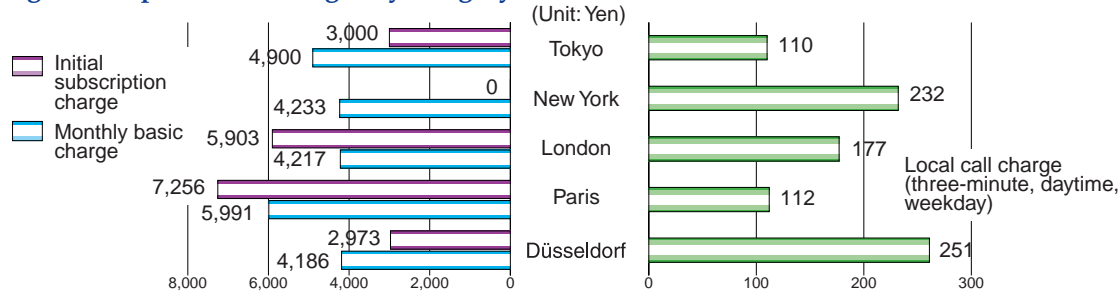 (Unit: Yen)
Initial
subscription
charge
Monthly basic
charge
3,000
4,900
Tokyo
110
0
4,233
New York
232
5,903
4,217
London
177
7,256
5,991
Paris
112
2,973
4,186
Düsseldorf
251
Local call charge
(three-minute, daytime,
weekday)
8,000 6,000 4,000 2,000 0
0 100 200 300